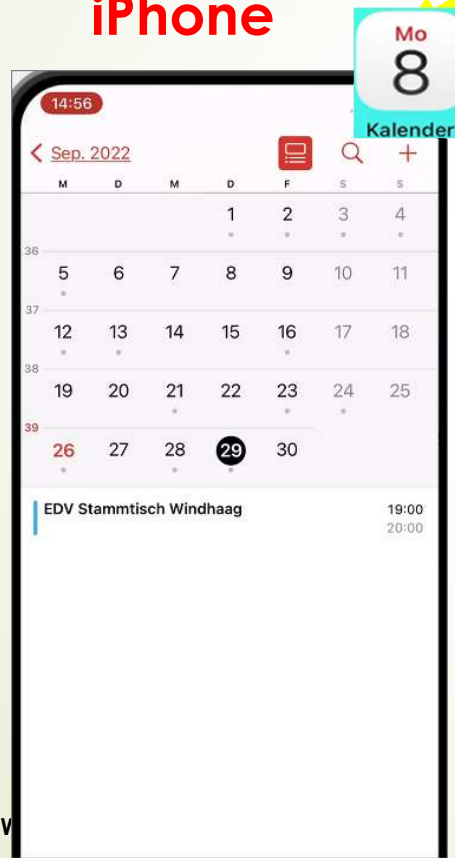 iPhone
Mo
8
Kalender
14:56
Sep. 2022
M D M D F S S
1 2 3 4
36
5 6 7 8 9 10 11
37
12 13 14 15 16 17 18
38
19 20 21 22 23 24 25
39
26 27 28 29 30
EDV Stammtisch Windhaag 19:00
20:00